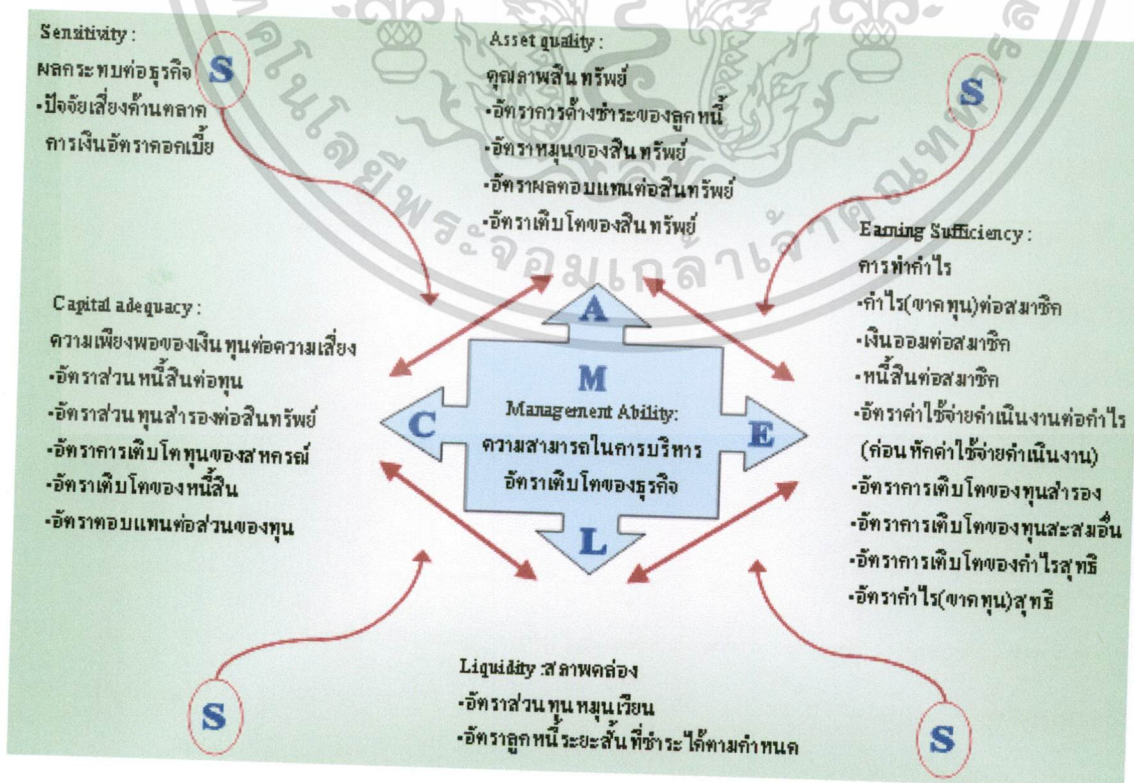 Sensitivity :
ผลกระทบต่อธุรกิจ
•ปัจจัยเสี่ยงด้านตลาด
การเงินอัตราดอกเบี้ย
S
Asset quality :
คุณภาพสินทรัพย์
•อัตราการค้างชำระของลูกหนี้
•อัตราหมุนของสินทรัพย์
•อัตราผลตอบแทนต่อสินทรัพย์
•อัตราเติบโตของสินทรัพย์
S
Capital adequacy :
ความเพียงพอของเงินทุนต่อความเสี่ยง
•อัตราส่วนหนี้สินต่อทุน
•อัตราส่วนทุนสำรองต่อสินทรัพย์
•อัตราการเติบโตทุนของสหกรณ์
•อัตราเติบโตของหนี้สิน
•อัตราตอบแทนต่อส่วนของทุน
A
M
Management Ability:
ความสามารถในการบริหาร
อัตราเติบโตของธุรกิจ
C
E
L
Earning Sufficiency :
การทำกำไร
•กำไร(ขาดทุน)ต่อสมาชิก
•เงินออมต่อสมาชิก
•หนี้สินต่อสมาชิก
•อัตราค่าใช้จ่ายดำเนินงานต่อกำไร
(ก่อนหักค่าใช้จ่ายดำเนินงาน)
•อัตราการเติบโตของทุนสำรอง
•อัตราการเติบโตของทุนสะสมอื่น
•อัตราการเติบโตของกำไรสุทธิ
•อัตรากำไร(ขาดทุน)สุทธิ
S
Liquidity :สภาพคล่อง
•อัตราส่วนทุนหมุนเวียน
•อัตราลูกหนี้ระยะสั้นที่ชำระได้ตามกำหนด
S
คโนโลยีพระจอมเกล้าเจ้าคุณทหาร